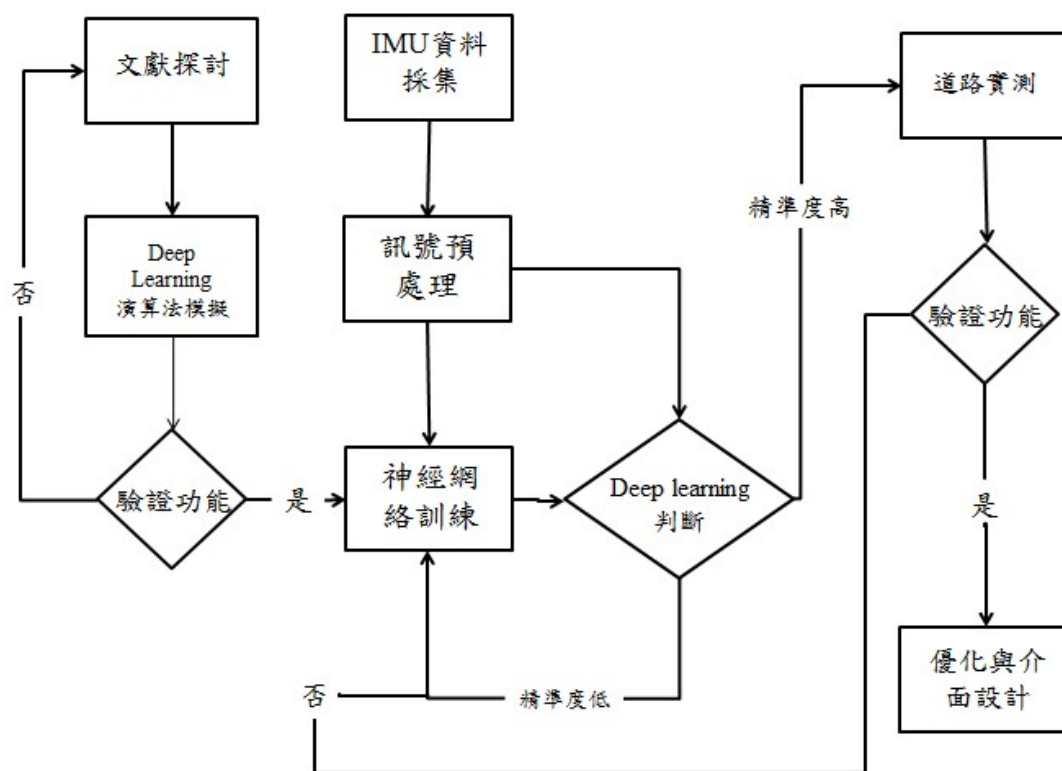 文獻探討
Deep
Learning
演算法模擬
驗證功能
否
是
IMU資料
採集
訊號預
處理
神經網
絡訓練
Deep learning
判斷
精準度低
精準度高
道路實測
驗證功能
否
是
優化與介
面設計